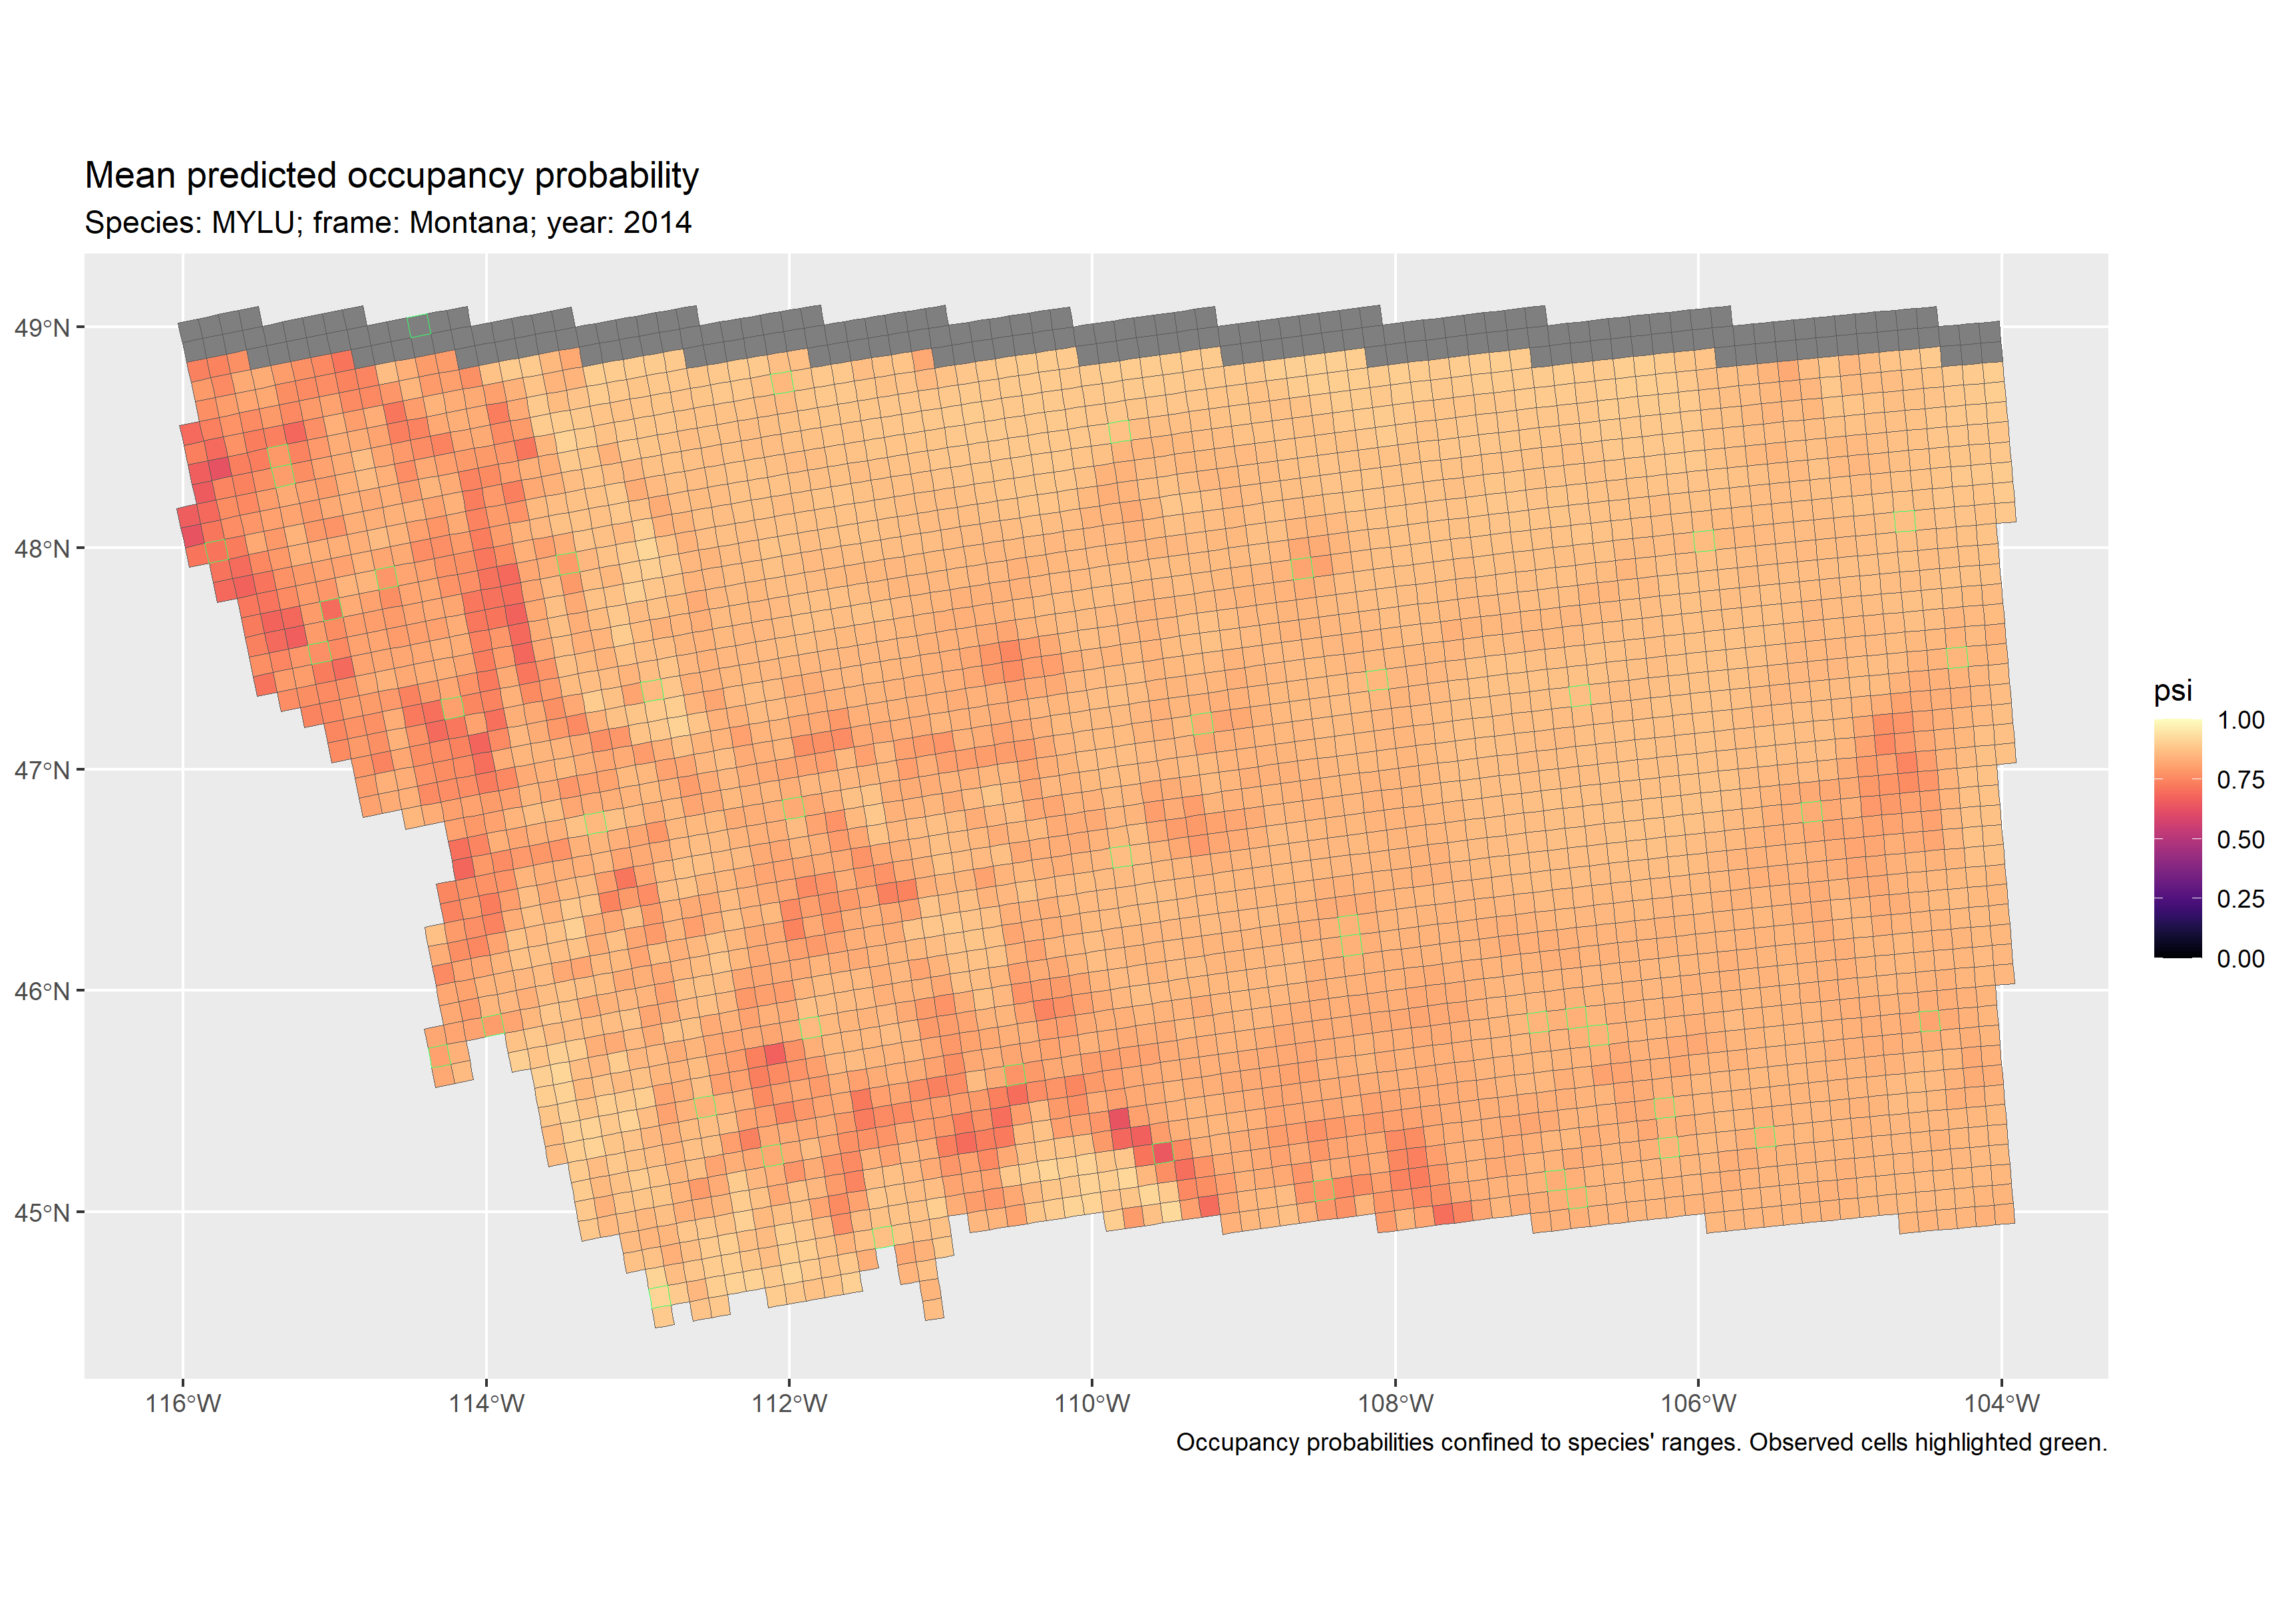 Mean predicted occupancy probability
Species: MYLU; frame: Montana; year: 2014
49°N
48°N
47°N
46°N
45°N
116°W
114°W
112°W
110°W
108°W
106°W
104°W
psi
1.00
0.75
0.50
0.25
0.00
Occupancy probabilities confined to species' ranges. Observed cells highlighted green.